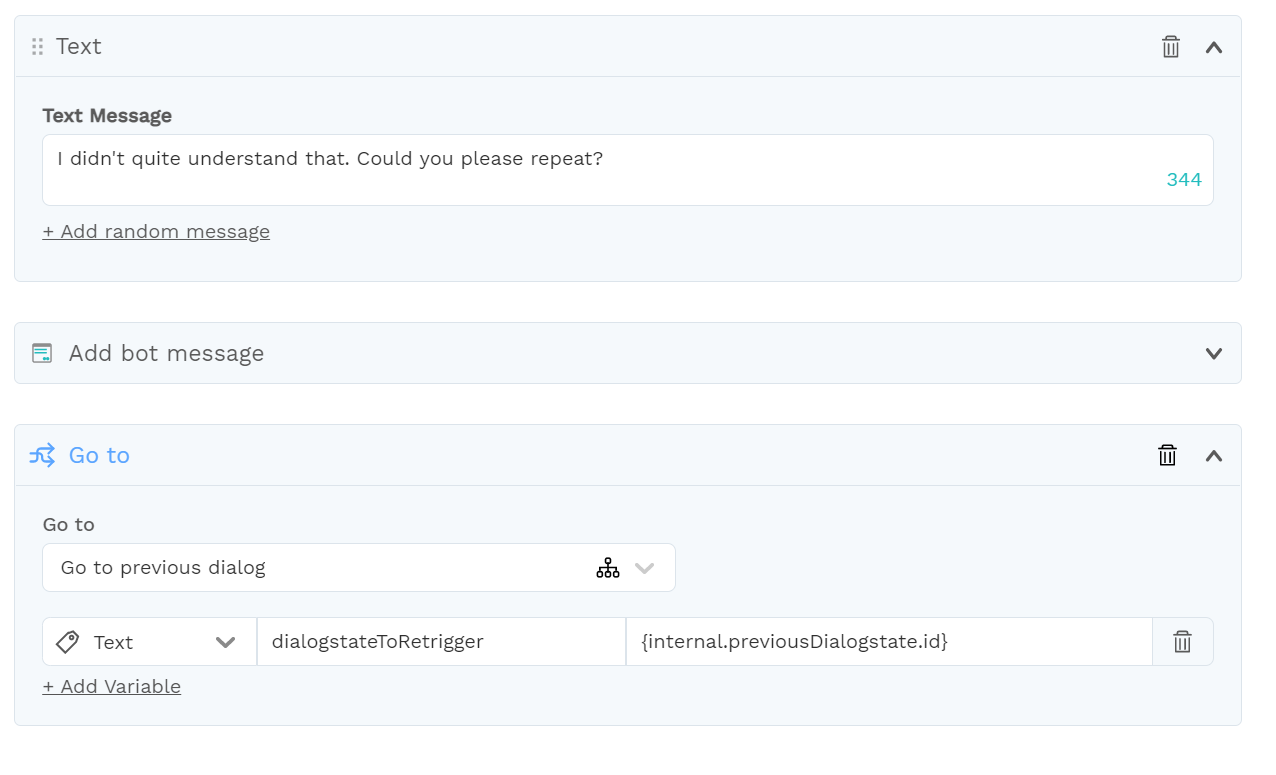 Text
Text Message
I didn't quite understand that. Could you please repeat?
344
+ Add random message
Add bot message
Go to
Go to
Go to previous dialog
Text dialogstateToRetrigger {internal.previousDialogstate.id}
+ Add Variable